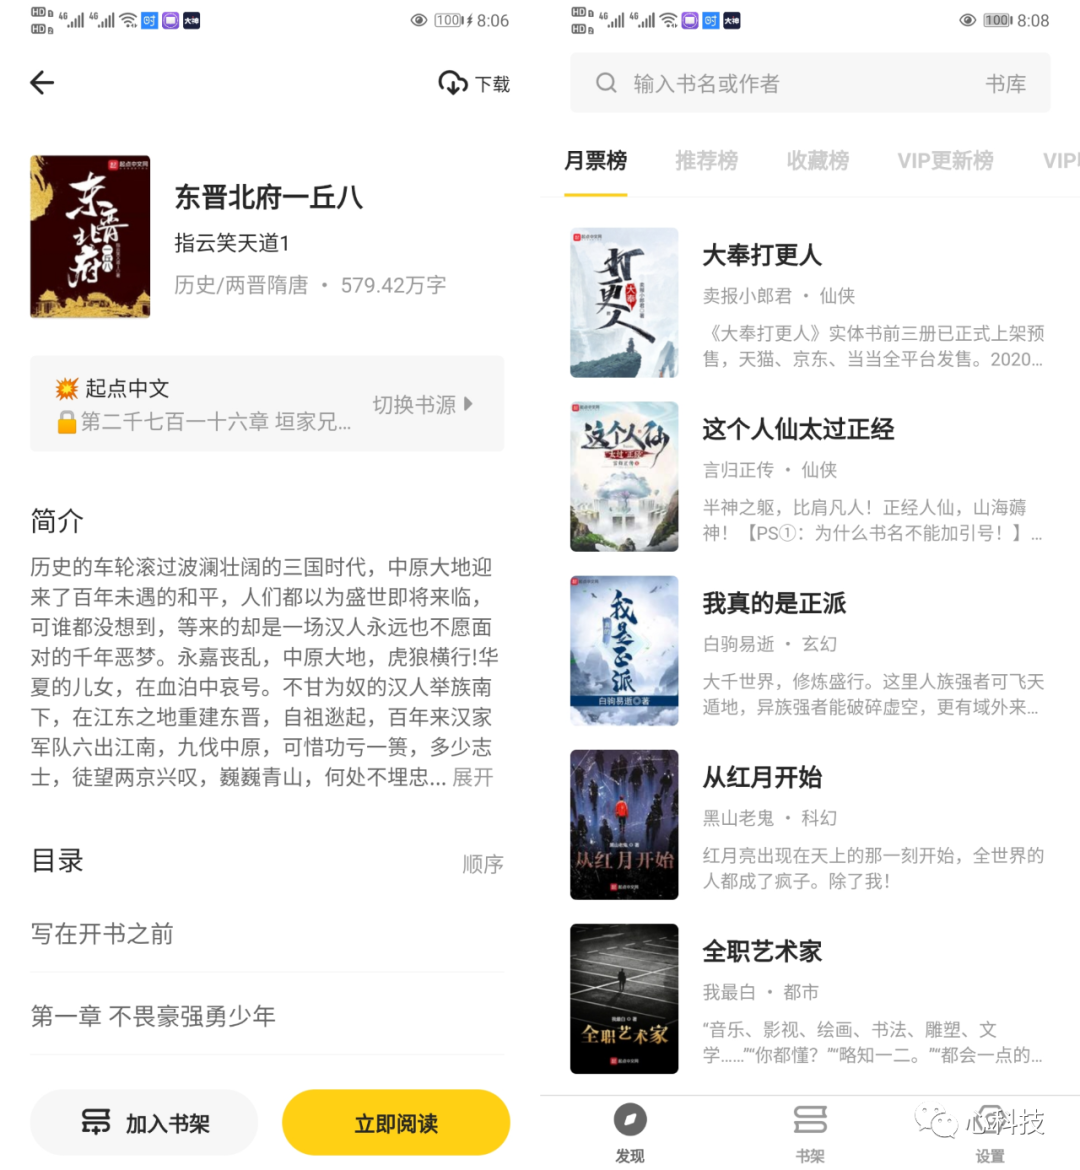 8:06
下载
东晋北府一丘八
指云笑天道1
历史/两晋隋唐 · 579.42万字
起点中文
第二千七百一十六章 垣家兄...
切换书源
简介
历史的车轮滚过波澜壮阔的三国时代，中原大地迎
来了百年未遇的和平，人们都以为盛世即将来临，
可谁都没想到，等来的却是一场汉人永远也不愿面
对的千年恶梦。永嘉丧乱，中原大地，虎狼横行!华
夏的儿女，在血泊中哀号。不甘为奴的汉人举族南
下，在江东之地重建东晋，自祖逖起，百年来汉家
军队六出江南，九伐中原，可惜功亏一篑，多少志
士，徒望两京兴叹，巍巍青山，何处不埋忠... 展开
目录
顺序
写在开书之前
第一章 不畏豪强勇少年
加入书架
立即阅读
8:08
输入书名或作者
书库
月票榜
推荐榜
收藏榜
VIP更新榜
VIP
大奉打更人
卖报小郎君 · 仙侠
《大奉打更人》实体书前三册已正式上架预
售，天猫、京东、当当全平台发售。2020...
这个人仙太过正经
言归正传 · 仙侠
半神之躯，比肩凡人！正经人仙，山海薅
神！【PS①：为什么书名不能加引号！】...
我真的是正派
白驹易逝 · 玄幻
大千世界，修炼盛行。这里人族强者可飞天
遁地，异族强者能破碎虚空，更有域外来...
从红月开始
黑山老鬼 · 科幻
红月亮出现在天上的那一刻开始，全世界的
人都成了疯子。除了我！
全职艺术家
我最白 · 都市
“音乐、影视、绘画、书法、雕塑、文
学……”“你都懂？”“略知一二。”“都会一点的...
发现
书架
设置
心科技